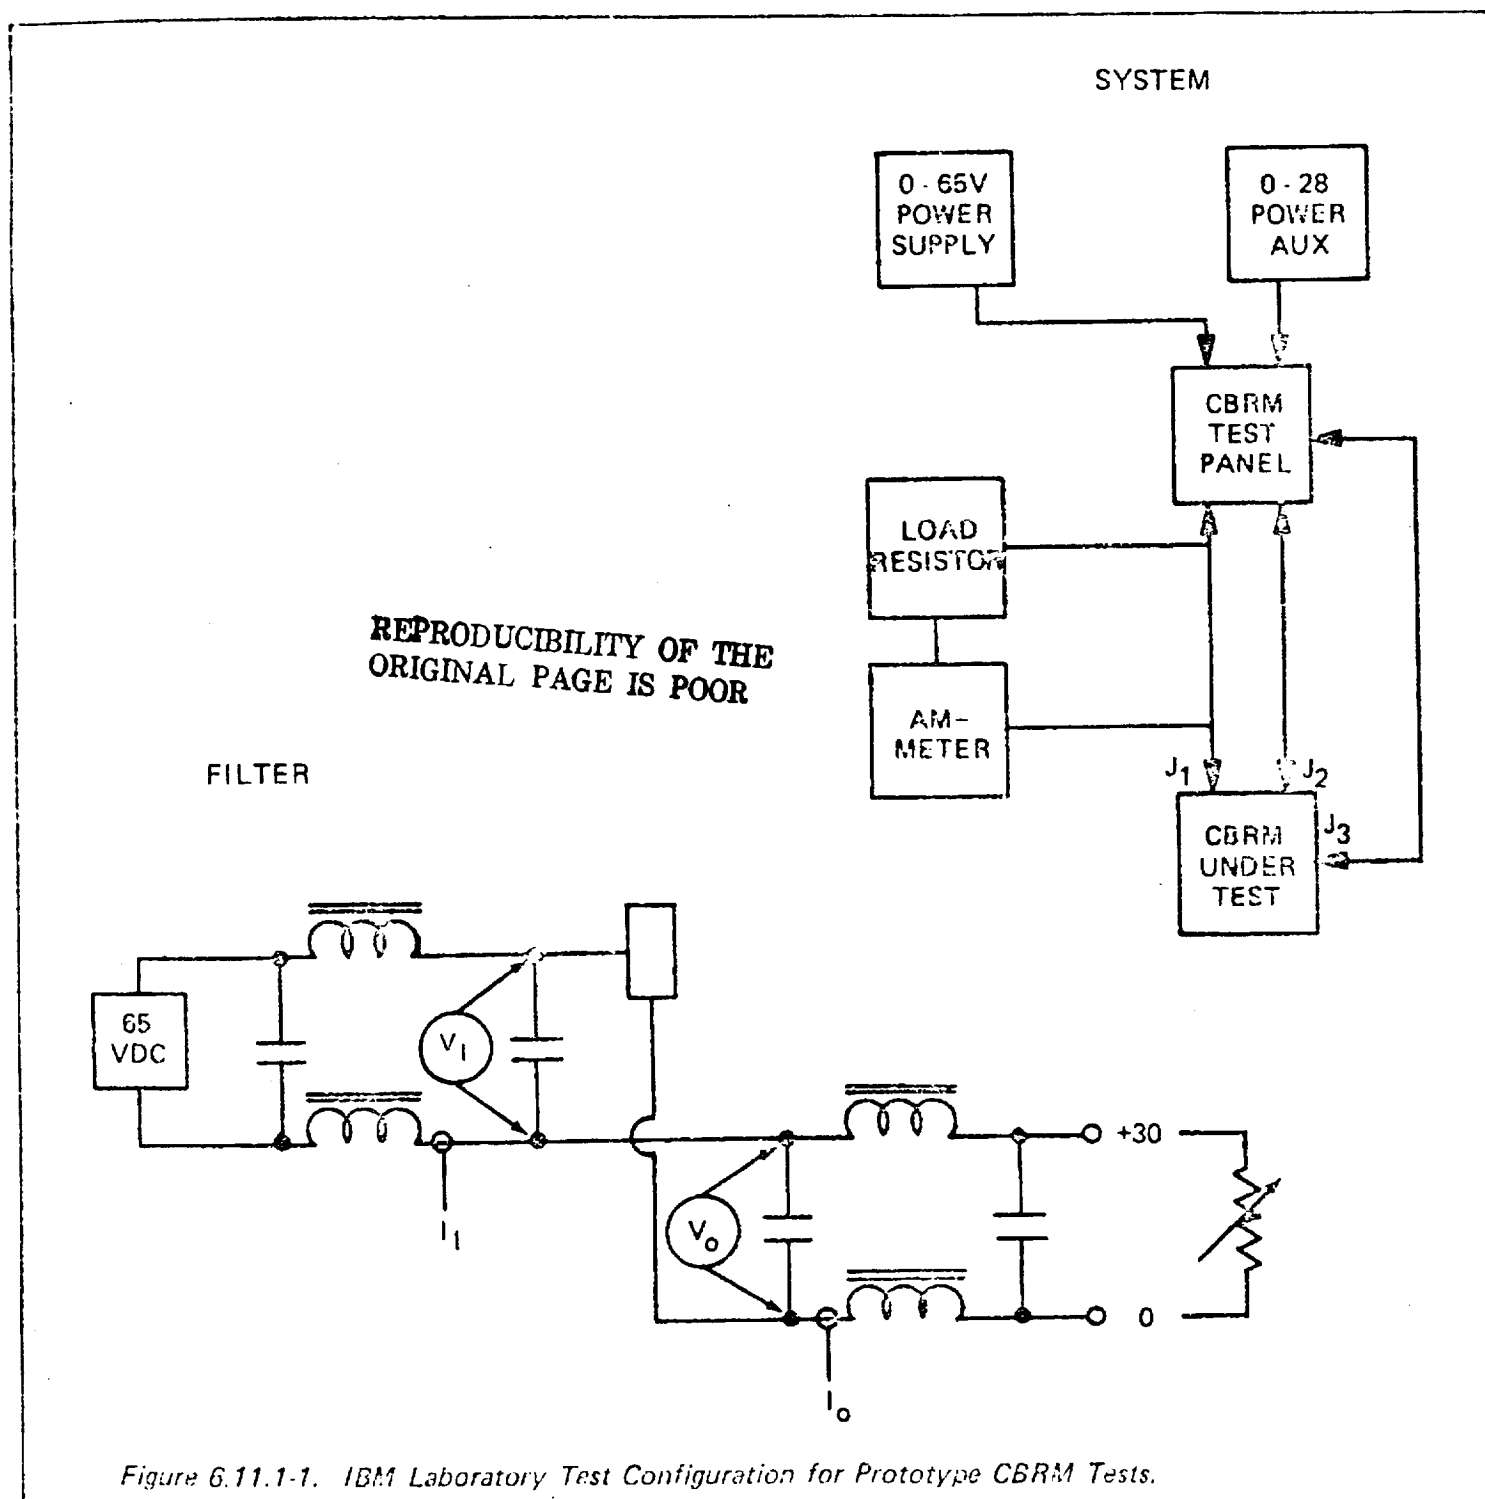 SYSTEM
0 - 65V
POWER
SUPPLY
0 - 28
POWER
AUX
CBRM
TEST
PANEL
LOAD
RESISTOR
REPRODUCIBILITY OF THE
ORIGINAL PAGE IS POOR
AM-
METER
J1
J2
J3
CBRM
UNDER
TEST
FILTER
65
VDC
VI
II
Vo
Io
+30
0
Figure 6.11.1-1. IBM Laboratory Test Configuration for Prototype CBRM Tests.